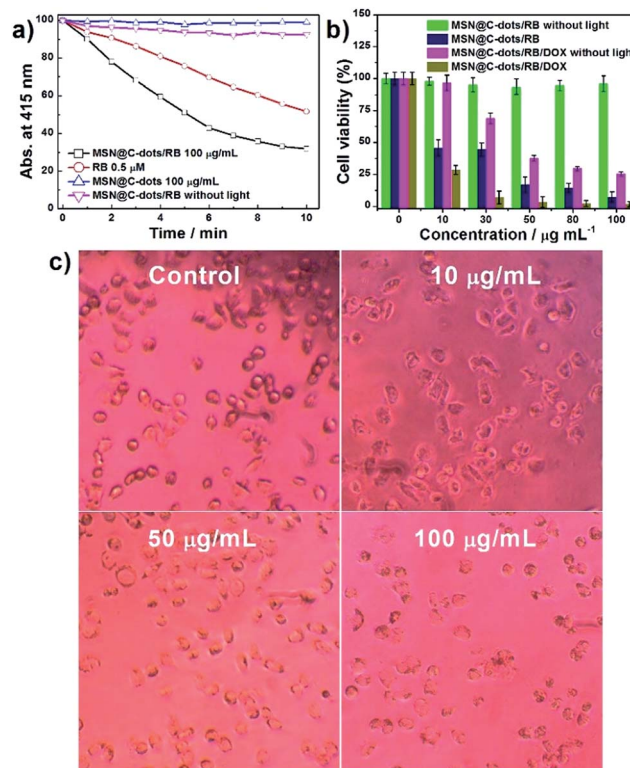 a)
Abs. at 415 nm
100
80
60
40
20
0
MSN@C-dots/RB 100 μg/mL
RB 0.5 μM
MSN@C-dots 100 μg/mL
MSN@C-dots/RB without light
0 2 4 6 8 10
Time / min
b)
Cell viability (%)
150
125
100
75
50
25
0
MSN@C-dots/RB without light
MSN@C-dots/RB
MSN@C-dots/RB/DOX without light
MSN@C-dots/RB/DOX
0 10 30 50 80 100
Concentration / μg mL⁻¹
c)
Control
10 μg/mL
50 μg/mL
100 μg/mL